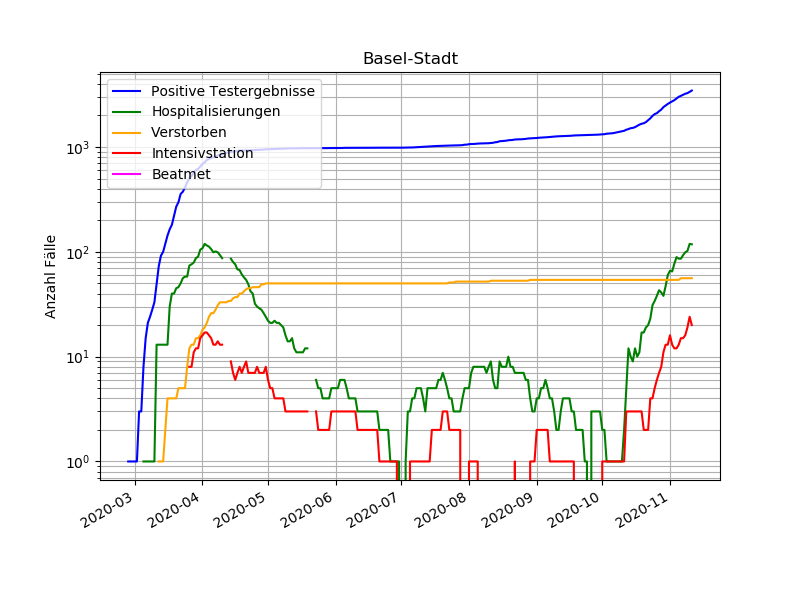 Basel-Stadt
Positive Testergebnisse
Hospitalisierungen
Verstorben
Intensivstation
Beatmet
Anzahl Fälle
10³
10²
10¹
10⁰
2020-03
2020-04
2020-05
2020-06
2020-07
2020-08
2020-09
2020-10
2020-11